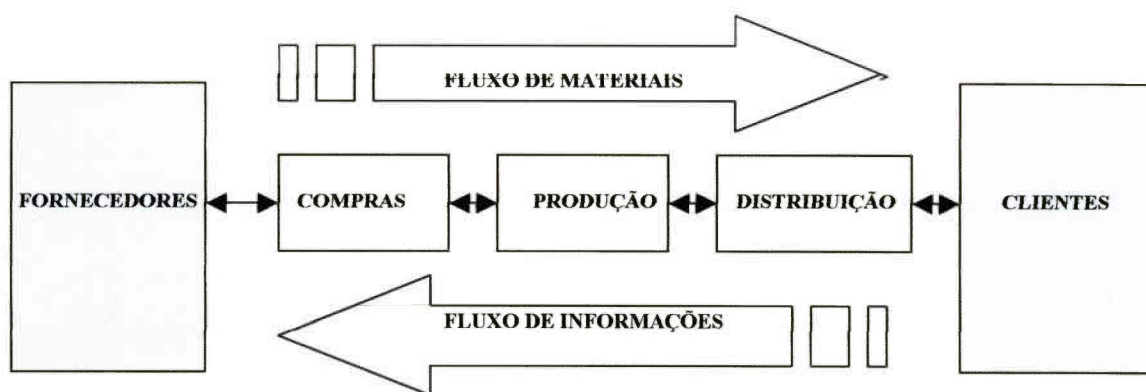 FLUXO DE MATERIAIS
FORNECEDORES
COMPRAS
PRODUÇÃO
DISTRIBUIÇÃO
CLIENTES
FLUXO DE INFORMAÇÕES